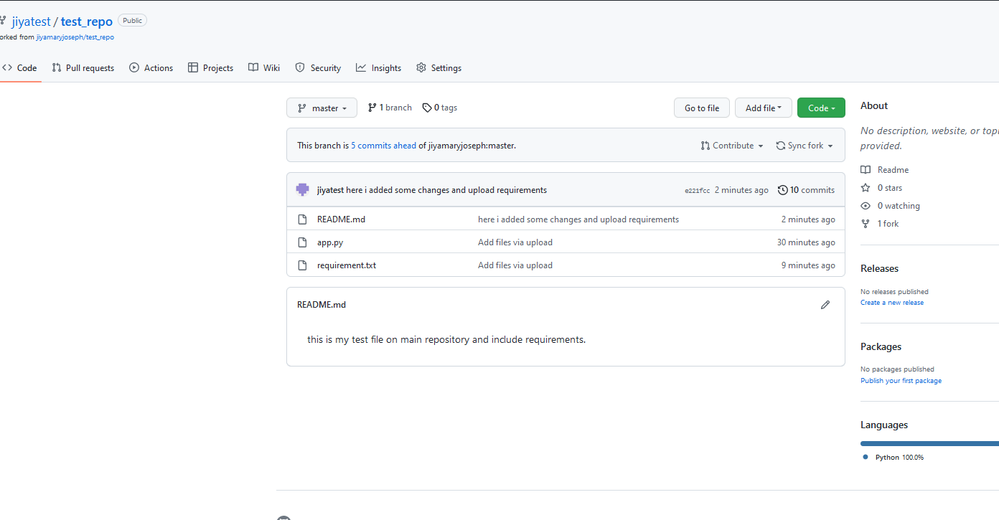 jiyatest / test_repo Public
orked from jiyamaryjoseph/test_repo
Code Pull requests Actions Projects Wiki Security Insights Settings
master 1 branch 0 tags Go to file Add file Code
This branch is 5 commits ahead of jiyamaryjoseph:master. Contribute Sync fork
jiyatest here i added some changes and upload requirements e221fcc 2 minutes ago 10 commits
README.md here i added some changes and upload requirements 2 minutes ago
app.py Add files via upload 30 minutes ago
requirement.txt Add files via upload 9 minutes ago
README.md
this is my test file on main repository and include requirements.
About
No description, website, or topi
provided.
Readme
0 stars
0 watching
1 fork
Releases
No releases published
Create a new release
Packages
No packages published
Publish your first package
Languages
Python 100.0%